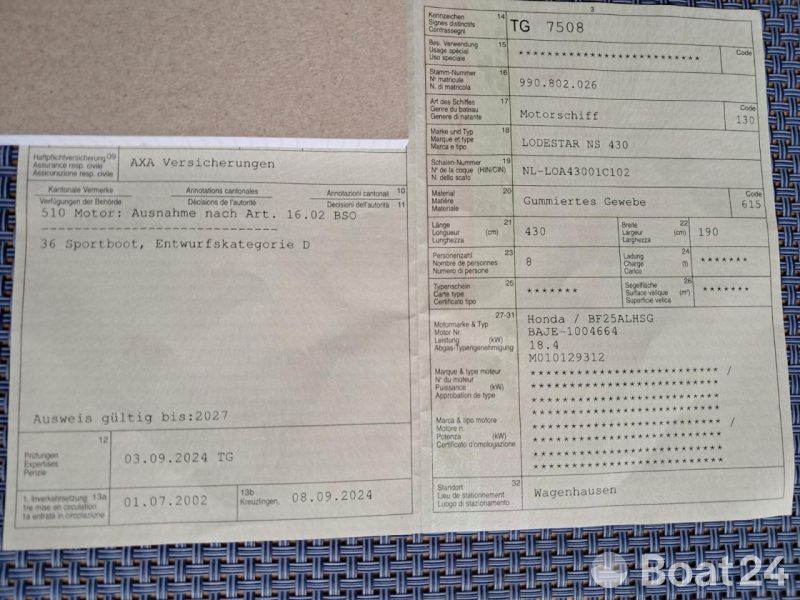 Haftpflichtversicherung 09
Assurance resp. civile
Assicurazione resp. civile
AXA Versicherungen
Kantonale Vermerke
Annotations cantonales
Annotazioni cantonali
10
Verfügungen der Behörde
Décisions de l'autorité
Decisioni dell'autorità
11
510 Motor: Ausnahme nach Art. 16.02 BSO
36 Sportboot, Entwurfskategorie D
Ausweis gültig bis:2027
12
Prüfungen
Expertises
Perizie
03.09.2024 TG
1. Inverkehrsetzung 13a
1re mise en circulation
1a entrata in circolazione
01.07.2002
13b
Kreuzlingen,
08.09.2024
3
Kennzeichen 14
Signes distinctifs
Contrassegni
TG 7508
Bes. Verwendung 15
Usage spécial
Uso speciale
***************************
Code
Stamm-Nummer 16
N° matricule
N. di matricola
990.802.026
Art des Schiffes 17
Genre du bateau
Genere di natante
Motorschiff
Code
130
Marke und Typ 18
Marque et type
Marca e tipo
LODESTAR NS 430
Schalen-Nummer 19
N° de la coque (HIN/CIN)
N. dello scafo
NL-LOA43001C102
Material 20
Matière
Materiale
Gummiertes Gewebe
Code
615
Länge 21
Longueur (cm)
Lunghezza
430
Breite 22
Largeur (cm)
Larghezza
190
Personenzahl 23
Nombre de personnes
Numero di persone
8
Ladung 24
Charge (t)
Carico
*******
Typenschein 25
Carte type
Certificato tipo
*******
Segelfläche 26
Surface vélique (m²)
Superficie velica
*******
27-31
Motormarke & Typ
Motor Nr.
Leistung (kW)
Abgas-Typengenehmigung
Honda / BF25ALHSG
BAJE-1004664
18.4
M010129312
Marque & type moteur
N° du moteur
Puissance (kW)
Approbation de type
Marca & tipo motore
Motore n.
Potenza (kW)
Certificato d'omologazione
Standort 32
Lieu de stationnement
Luogo di stazionamento
Wagenhausen
Boat24